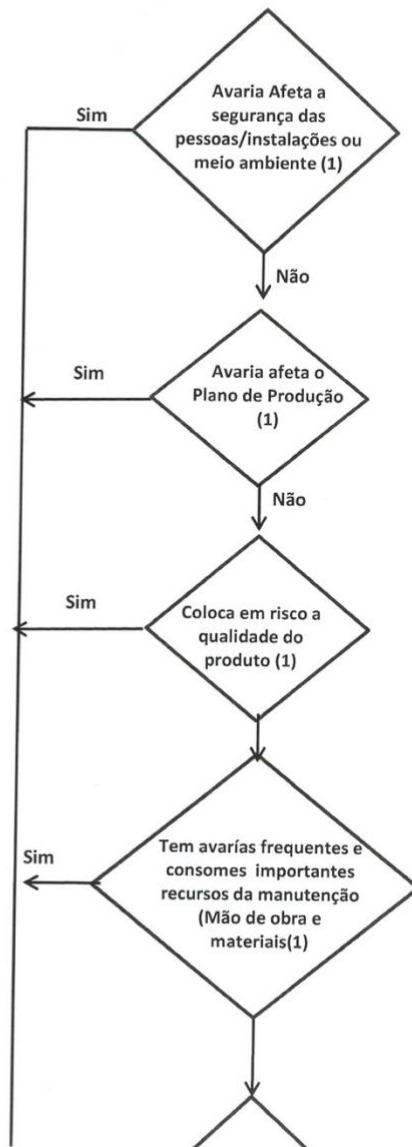 Avaria Afeta a
segurança das
pessoas/instalações ou
meio ambiente (1)
Sim
Não
Avaria afeta o
Plano de Produção
(1)
Sim
Não
Coloca em risco a
qualidade do
produto (1)
Sim
Tem avarías frequentes e
consomes importantes
recursos da manutenção
(Mão de obra e
materiais(1)
Sim